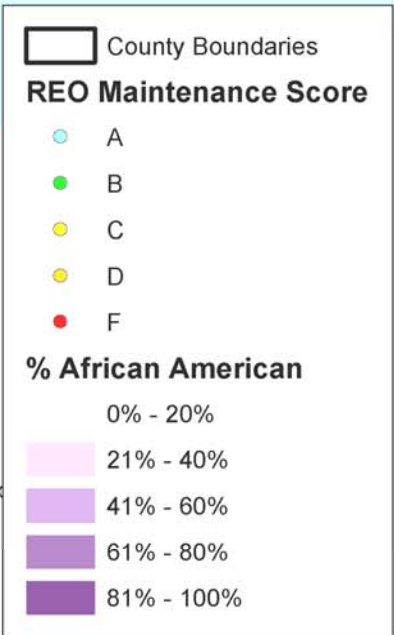 County Boundaries
REO Maintenance Score
A
B
C
D
F
% African American
0% - 20%
21% - 40%
41% - 60%
61% - 80%
81% - 100%